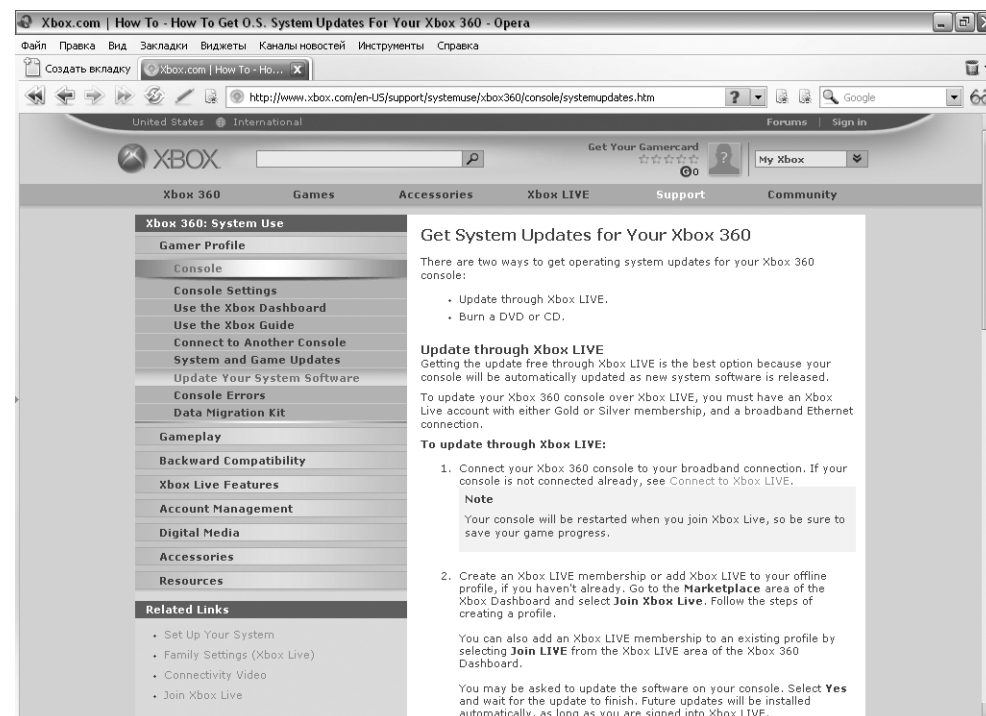 Xbox.com | How To - How To Get O.S. System Updates For Your Xbox 360 - Opera
Файл Правка Вид Закладки Виджеты Каналы новостей Инструменты Справка
Создать вкладку Xbox.com | How To - Ho...
http://www.xbox.com/en-US/support/systemuse/xbox360/console/systemupdates.htm ? Google
United States International Forums | Sign in
XBOX Get Your Gamercard
G0 ? My Xbox
Xbox 360 Games Accessories Xbox LIVE Support Community
Xbox 360: System Use
Gamer Profile
Console
Console Settings
Use the Xbox Dashboard
Use the Xbox Guide
Connect to Another Console
System and Game Updates
Update Your System Software
Console Errors
Data Migration Kit
Gameplay
Backward Compatibility
Xbox Live Features
Account Management
Digital Media
Accessories
Resources
Related Links
• Set Up Your System
• Family Settings (Xbox Live)
• Connectivity Video
• Join Xbox Live
Get System Updates for Your Xbox 360
There are two ways to get operating system updates for your Xbox 360
console:
• Update through Xbox LIVE.
• Burn a DVD or CD.
Update through Xbox LIVE
Getting the update free through Xbox LIVE is the best option because your
console will be automatically updated as new system software is released.
To update your Xbox 360 console over Xbox LIVE, you must have an Xbox
Live account with either Gold or Silver membership, and a broadband Ethernet
connection.
To update through Xbox LIVE:
1. Connect your Xbox 360 console to your broadband connection. If your
console is not connected already, see Connect to Xbox LIVE.
Note
Your console will be restarted when you join Xbox Live, so be sure to
save your game progress.
2. Create an Xbox LIVE membership or add Xbox LIVE to your offline
profile, if you haven't already. Go to the Marketplace area of the
Xbox Dashboard and select Join Xbox Live. Follow the steps of
creating a profile.
You can also add an Xbox LIVE membership to an existing profile by
selecting Join LIVE from the Xbox LIVE area of the Xbox 360
Dashboard.
You may be asked to update the software on your console. Select Yes
and wait for the update to finish. Future updates will be installed
automatically, as long as you are signed into Xbox LIVE.